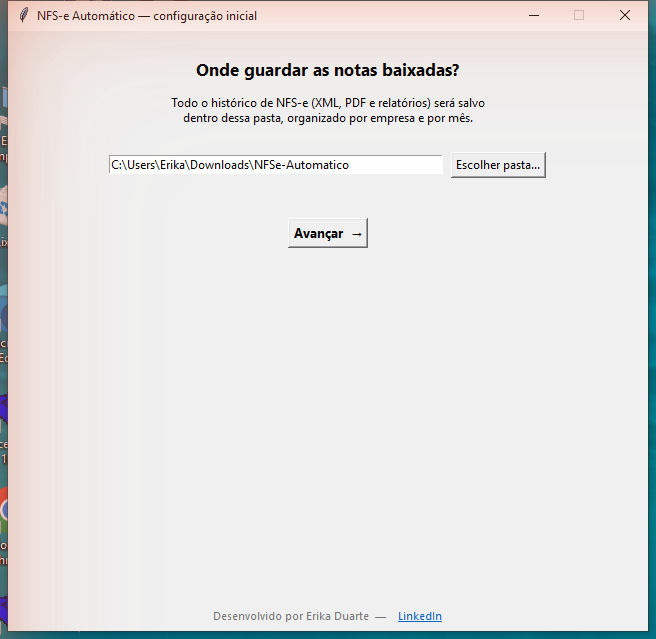 NFS-e Automático — configuração inicial
Onde guardar as notas baixadas?
Todo o histórico de NFS-e (XML, PDF e relatórios) será salvo
dentro dessa pasta, organizado por empresa e por mês.
C:\Users\Erika\Downloads\NFSe-Automatico
Escolher pasta...
Avançar →
Desenvolvido por Erika Duarte — LinkedIn